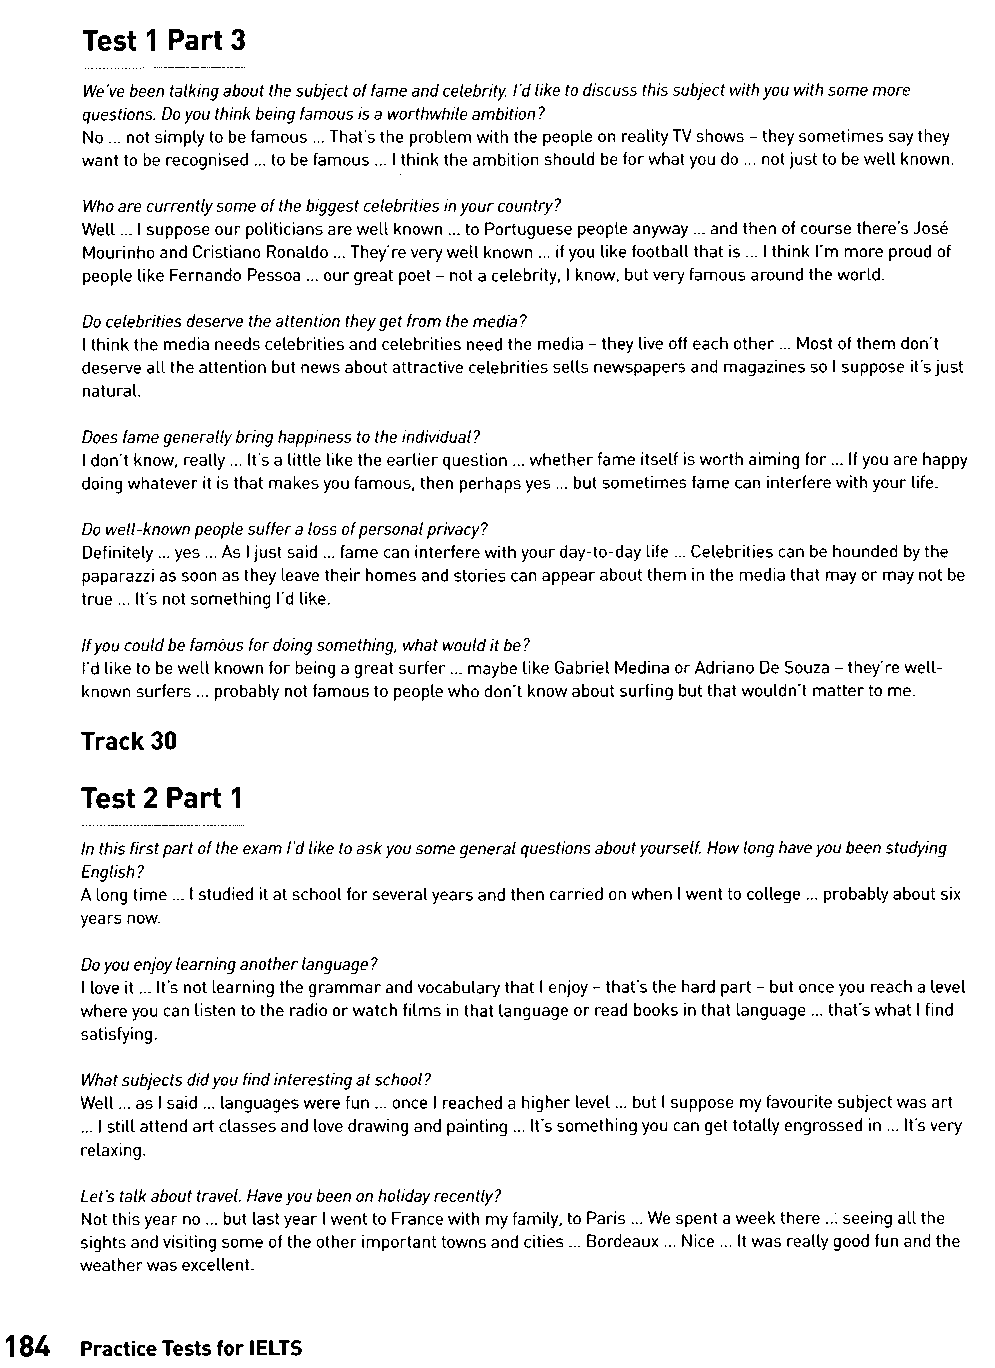 Test 1 Part 3
We've been talking about the subject of fame and celebrity. I'd like to discuss this subject with you with some more
questions. Do you think being famous is a worthwhile ambition?
No ... not simply to be famous ... That's the problem with the people on reality TV shows – they sometimes say they
want to be recognised ... to be famous ... I think the ambition should be for what you do ... not just to be well known.
Who are currently some of the biggest celebrities in your country?
Well ... I suppose our politicians are well known ... to Portuguese people anyway ... and then of course there's José
Mourinho and Cristiano Ronaldo ... They're very well known ... if you like football that is ... I think I'm more proud of
people like Fernando Pessoa ... our great poet – not a celebrity, I know, but very famous around the world.
Do celebrities deserve the attention they get from the media?
I think the media needs celebrities and celebrities need the media – they live off each other ... Most of them don't
deserve all the attention but news about attractive celebrities sells newspapers and magazines so I suppose it's just
natural.
Does fame generally bring happiness to the individual?
I don't know, really ... It's a little like the earlier question ... whether fame itself is worth aiming for ... If you are happy
doing whatever it is that makes you famous, then perhaps yes ... but sometimes fame can interfere with your life.
Do well-known people suffer a loss of personal privacy?
Definitely ... yes ... As I just said ... fame can interfere with your day-to-day life ... Celebrities can be hounded by the
paparazzi as soon as they leave their homes and stories can appear about them in the media that may or may not be
true ... It's not something I'd like.
If you could be famous for doing something, what would it be?
I'd like to be well known for being a great surfer ... maybe like Gabriel Medina or Adriano De Souza – they're well-
known surfers ... probably not famous to people who don't know about surfing but that wouldn't matter to me.
Track 30
Test 2 Part 1
In this first part of the exam I'd like to ask you some general questions about yourself. How long have you been studying
English?
A long time ... I studied it at school for several years and then carried on when I went to college ... probably about six
years now.
Do you enjoy learning another language?
I love it ... It's not learning the grammar and vocabulary that I enjoy – that's the hard part – but once you reach a level
where you can listen to the radio or watch films in that language or read books in that language ... that's what I find
satisfying.
What subjects did you find interesting at school?
Well ... as I said ... languages were fun ... once I reached a higher level ... but I suppose my favourite subject was art
... I still attend art classes and love drawing and painting ... It's something you can get totally engrossed in ... It's very
relaxing.
Let's talk about travel. Have you been on holiday recently?
Not this year no ... but last year I went to France with my family, to Paris ... We spent a week there ... seeing all the
sights and visiting some of the other important towns and cities ... Bordeaux ... Nice ... It was really good fun and the
weather was excellent.
184 Practice Tests for IELTS